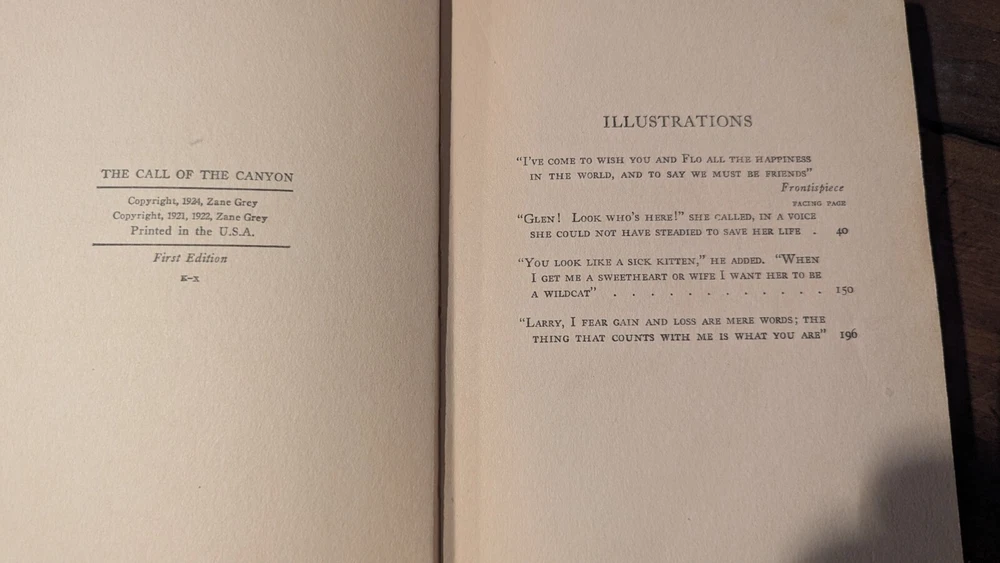 THE CALL OF THE CANYON
Copyright, 1924, Zane Grey
Copyright, 1921, 1922, Zane Grey
Printed in the U.S.A.
First Edition
K-X
ILLUSTRATIONS
“I’VE COME TO WISH YOU AND FLO ALL THE HAPPINESS
IN THE WORLD, AND TO SAY WE MUST BE FRIENDS”
Frontispiece
FACING PAGE
“GLEN! LOOK WHO’S HERE!” SHE CALLED, IN A VOICE
SHE COULD NOT HAVE STEADIED TO SAVE HER LIFE . 40
“YOU LOOK LIKE A SICK KITTEN,” HE ADDED. “WHEN
I GET ME A SWEETHEART OR WIFE I WANT HER TO BE
A WILDCAT” . . . . . . . . . . . . 150
“LARRY, I FEAR GAIN AND LOSS ARE MERE WORDS; THE
THING THAT COUNTS WITH ME IS WHAT YOU ARE” 196